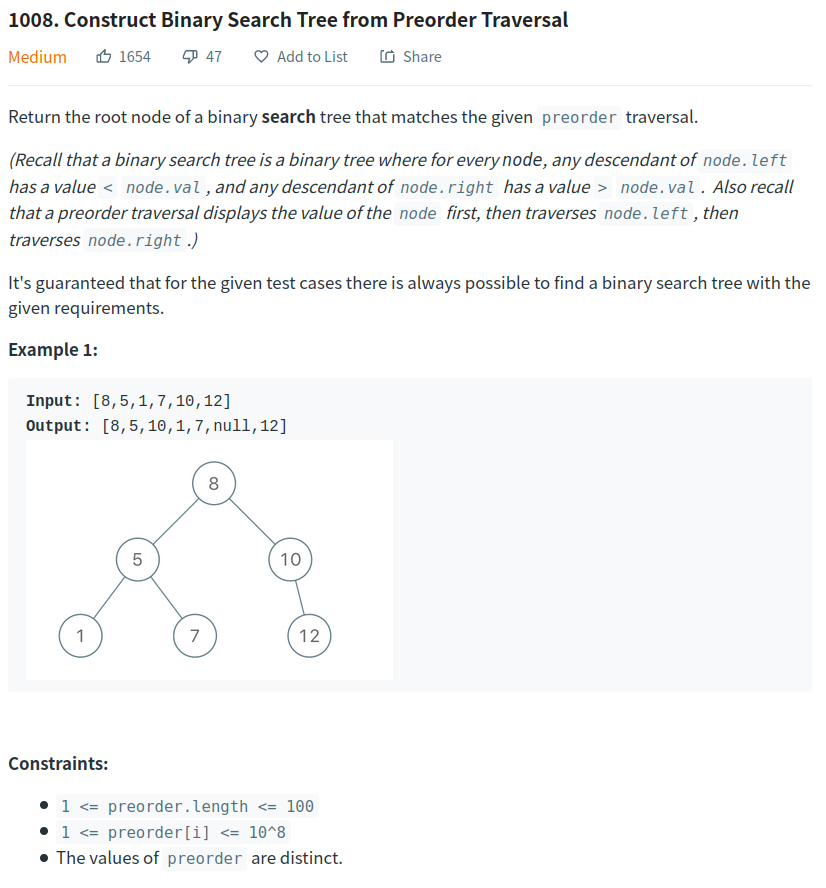 1008. Construct Binary Search Tree from Preorder Traversal
Medium 1654 47 Add to List Share
Return the root node of a binary search tree that matches the given preorder traversal.
(Recall that a binary search tree is a binary tree where for every node, any descendant of node.left
has a value < node.val, and any descendant of node.right has a value > node.val. Also recall
that a preorder traversal displays the value of the node first, then traverses node.left, then
traverses node.right.)
It's guaranteed that for the given test cases there is always possible to find a binary search tree with the
given requirements.
Example 1:
Input: [8,5,1,7,10,12]
Output: [8,5,10,1,7,null,12]
8
5 10
1 7 12
Constraints:
1 <= preorder.length <= 100
1 <= preorder[i] <= 10^8
The values of preorder are distinct.